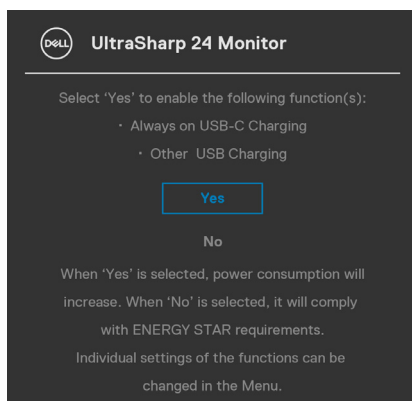 DELL UltraSharp 24 Monitor
Select ‘Yes’ to enable the following function(s):
· Always on USB-C Charging
· Other USB Charging
Yes
No
When ‘Yes’ is selected, power consumption will
increase. When ‘No’ is selected, it will comply
with ENERGY STAR requirements.
Individual settings of the functions can be
changed in the Menu.